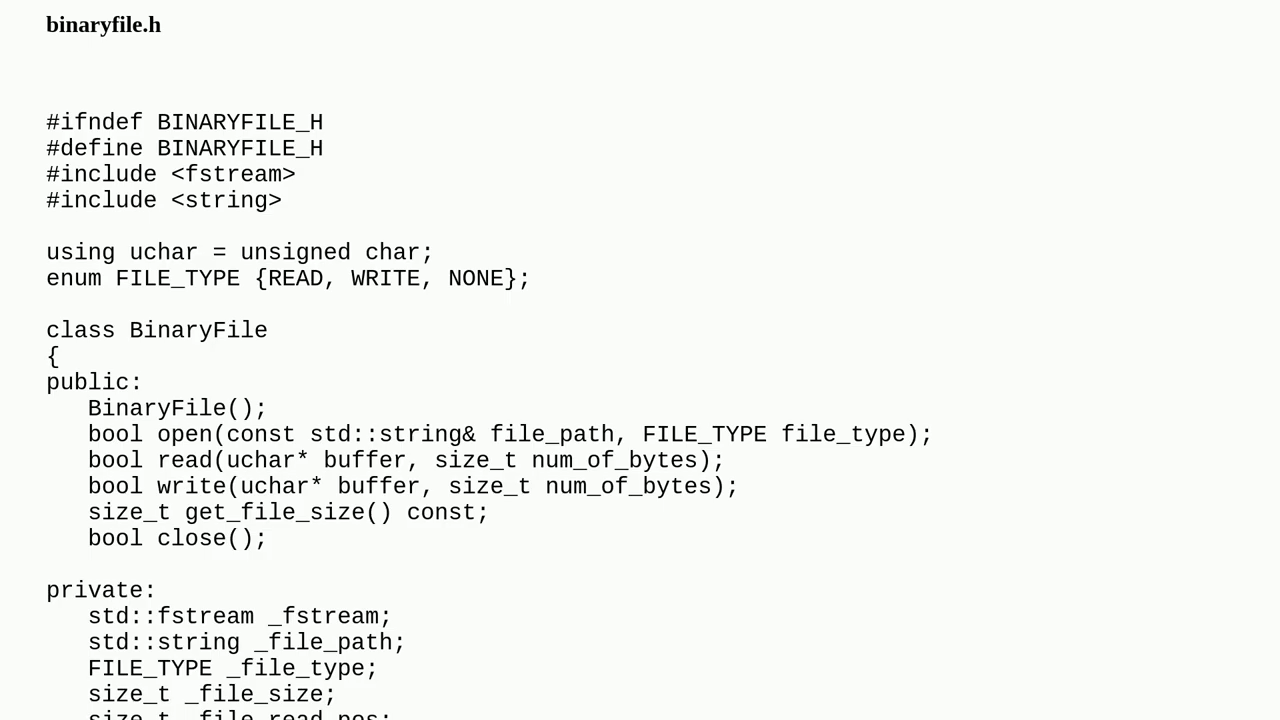 binaryfile.h
#ifndef BINARYFILE_H
#define BINARYFILE_H
#include <fstream>
#include <string>
using uchar = unsigned char;
enum FILE_TYPE {READ, WRITE, NONE};
class BinaryFile
{
public:
   BinaryFile();
   bool open(const std::string& file_path, FILE_TYPE file_type);
   bool read(uchar* buffer, size_t num_of_bytes);
   bool write(uchar* buffer, size_t num_of_bytes);
   size_t get_file_size() const;
   bool close();
private:
   std::fstream _fstream;
   std::string _file_path;
   FILE_TYPE _file_type;
   size_t _file_size;
   size_t _file_read_pos;